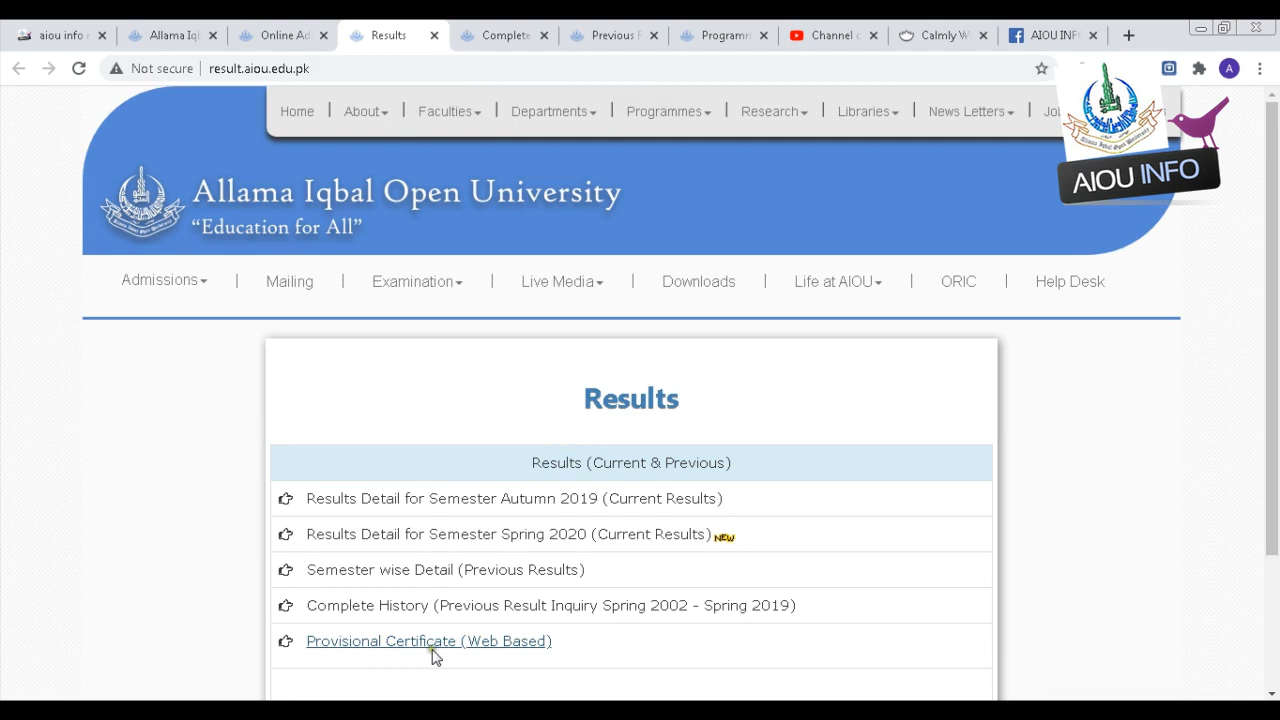 aiou info
Allama Iq
Online Ad
Results
Comple
Previous
Program
Channel
Calmly W
AIOU INF
Not secure
result.aiou.edu.pk
A
Home
About
Faculties
Departments
Programmes
Research
Libraries
News Letters
AIOU INFO
Allama Iqbal Open University
“Education for All”
Admissions
Mailing
Examination
Live Media
Downloads
Life at AIOU
ORIC
Help Desk
Results
Results (Current & Previous)
Results Detail for Semester Autumn 2019 (Current Results)
Results Detail for Semester Spring 2020 (Current Results) NEW
Semester wise Detail (Previous Results)
Complete History (Previous Result Inquiry Spring 2002 - Spring 2019)
Provisional Certificate (Web Based)